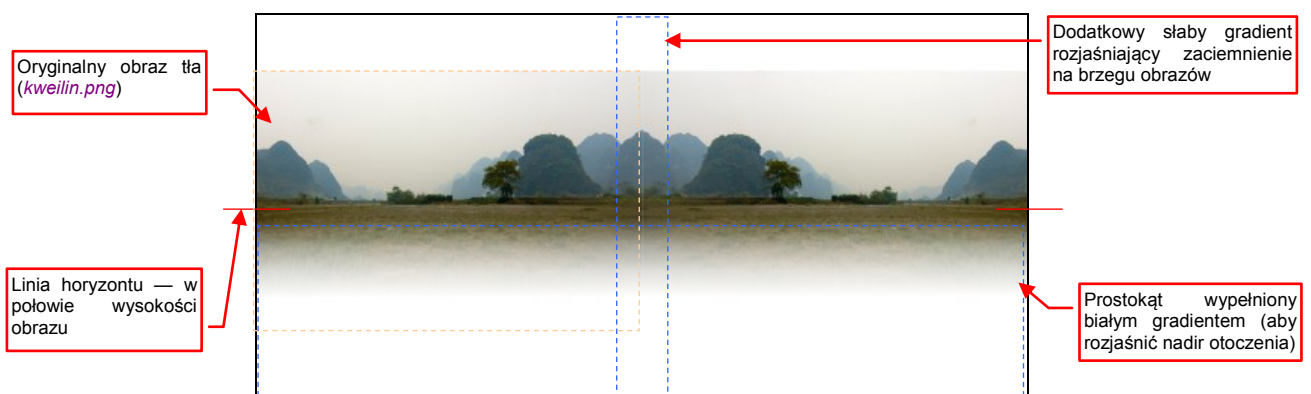 Oryginalny obraz tła
(kweilin.png)
Dodatkowy słaby gradient
rozjaśniający zaciemnienie
na brzegu obrazów
Linia horyzontu — w
połowie wysokości
obrazu
Prostokąt wypełniony
białym gradientem (aby
rozjaśnić nadir otoczenia)